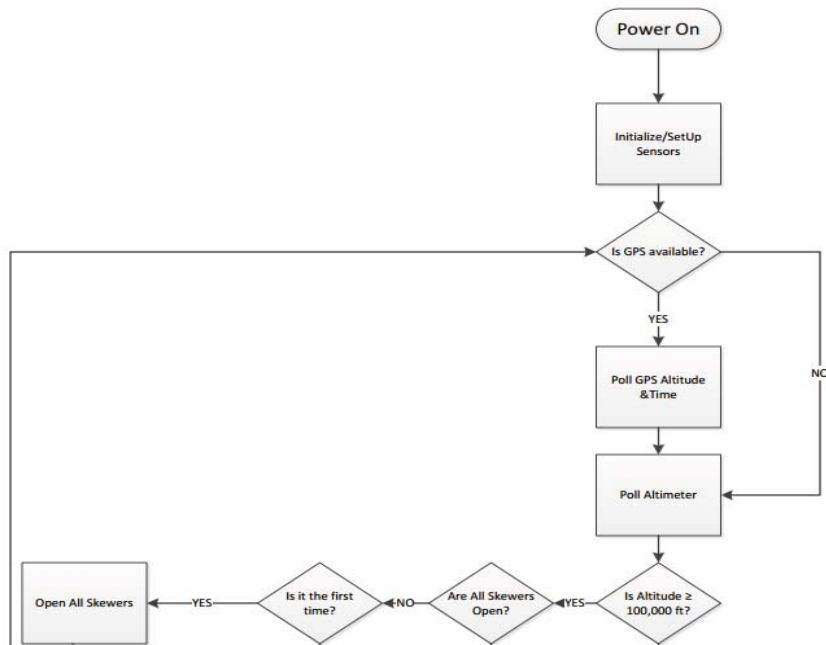 Power On
Initialize/SetUp
Sensors
Is GPS available?
YES
NO
Poll GPS Altitude
&Time
Poll Altimeter
Open All Skewers
YES
Is it the first
time?
NO
Are All Skewers
Open?
YES
Is Altitude ≥
100,000 ft?